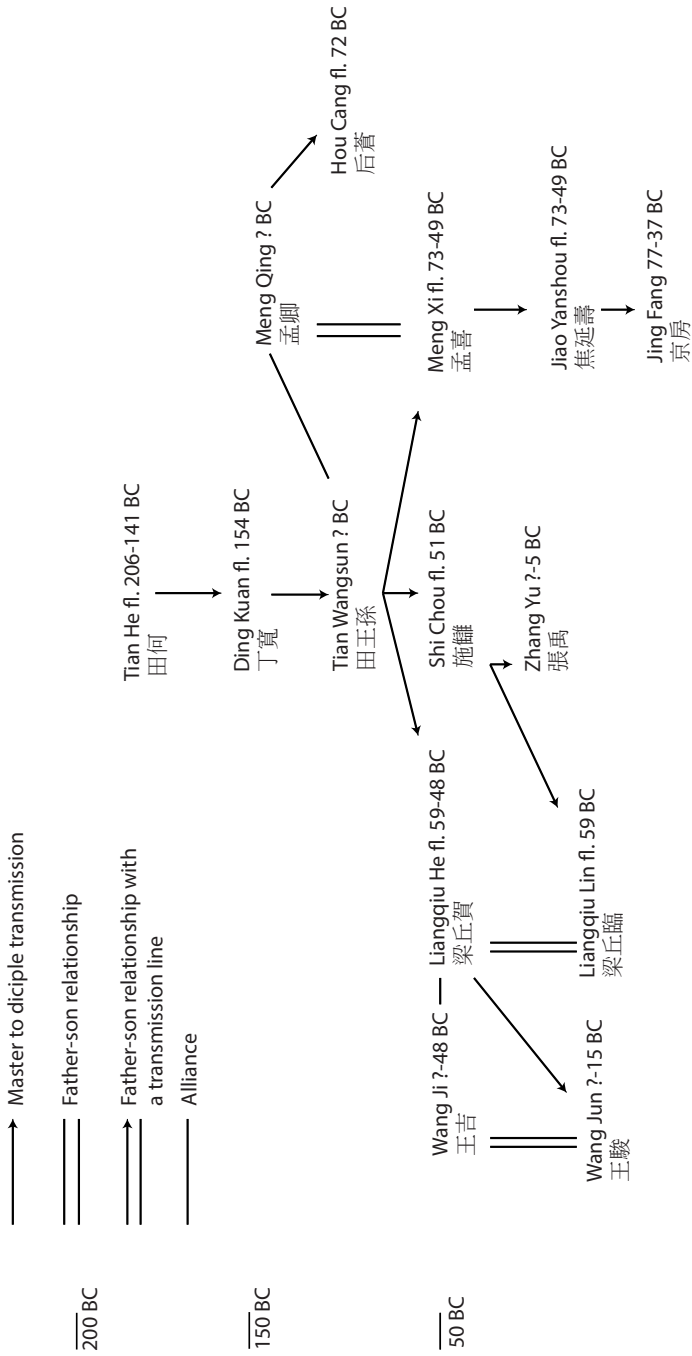 Master to diciple transmission
Father-son relationship
Father-son relationship with
a transmission line
Alliance
200 BC
150 BC
50 BC
Tian He fl. 206-141 BC
田何
Ding Kuan fl. 154 BC
丁寬
Tian Wangsun ? BC
田王孫
Meng Qing ? BC
孟卿
Hou Cang fl. 72 BC
后蒼
Wang Ji ?-48 BC
王吉
Liangqiu He fl. 59-48 BC
梁丘賀
Shi Chou fl. 51 BC
施讎
Meng Xi fl. 73-49 BC
孟喜
Wang Jun ?-15 BC
王駿
Liangqiu Lin fl. 59 BC
梁丘臨
Zhang Yu ?-5 BC
張禹
Jiao Yanshou fl. 73-49 BC
焦延壽
Jing Fang 77-37 BC
京房